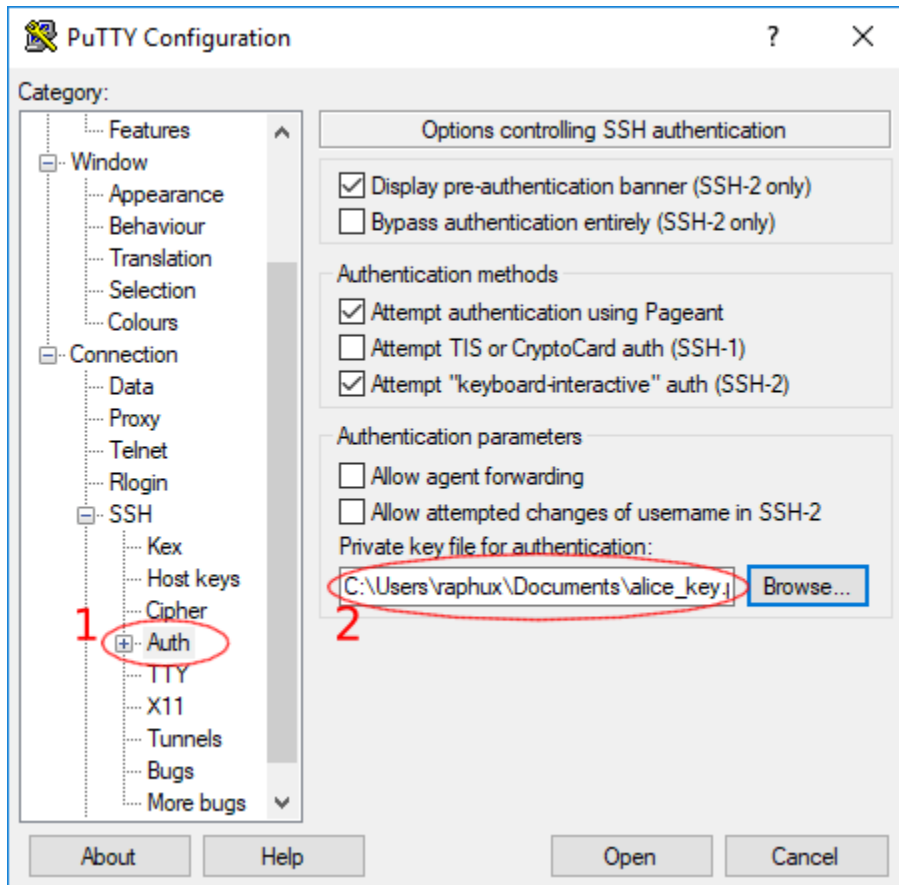 PuTTY Configuration
?
Category:
Features
Window
Appearance
Behaviour
Translation
Selection
Colours
Connection
Data
Proxy
Telnet
Rlogin
SSH
Kex
Host keys
Cipher
1
Auth
TTY
X11
Tunnels
Bugs
More bugs
Options controlling SSH authentication
Display pre-authentication banner (SSH-2 only)
Bypass authentication entirely (SSH-2 only)
Authentication methods
Attempt authentication using Pageant
Attempt TIS or CryptoCard auth (SSH-1)
Attempt "keyboard-interactive" auth (SSH-2)
Authentication parameters
Allow agent forwarding
Allow attempted changes of username in SSH-2
Private key file for authentication:
C:\Users\raphux\Documents\alice_key.p Browse...
2
About Help Open Cancel